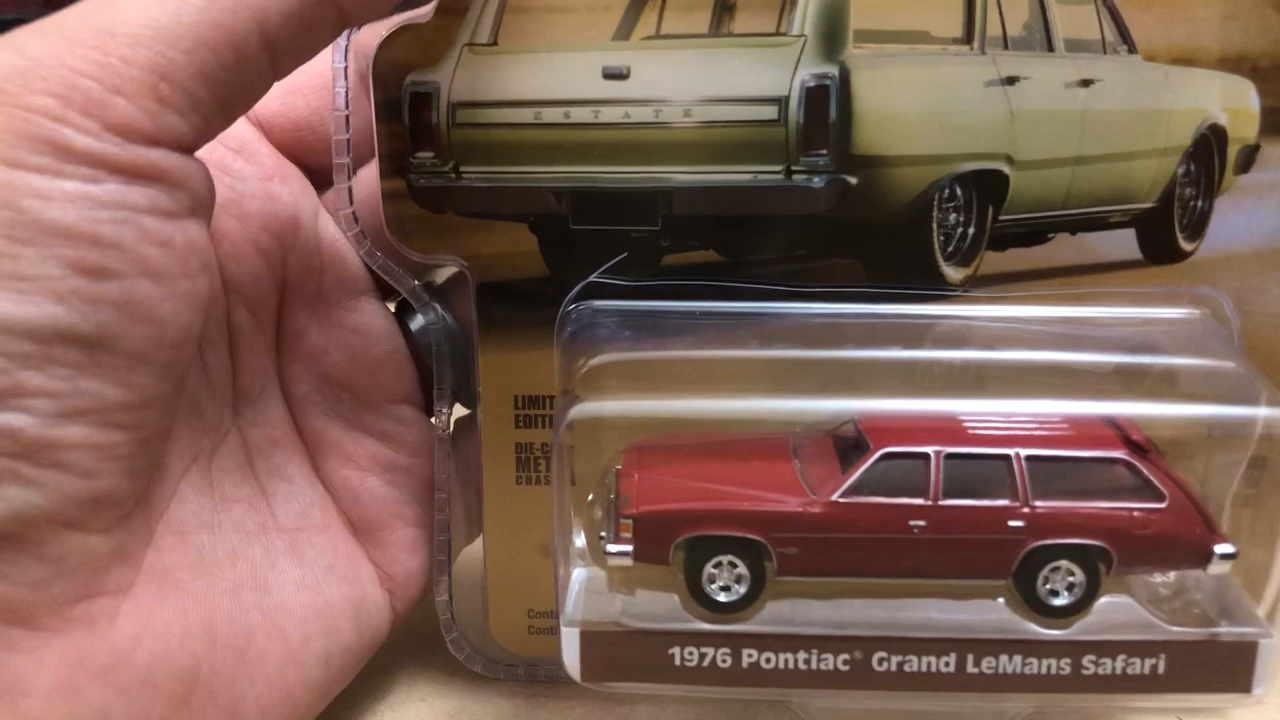 ESTATE
LIMIT
EDITI
DIE-C
MET
CHAS
Conta
Conti
1976 Pontiac® Grand LeMans Safari